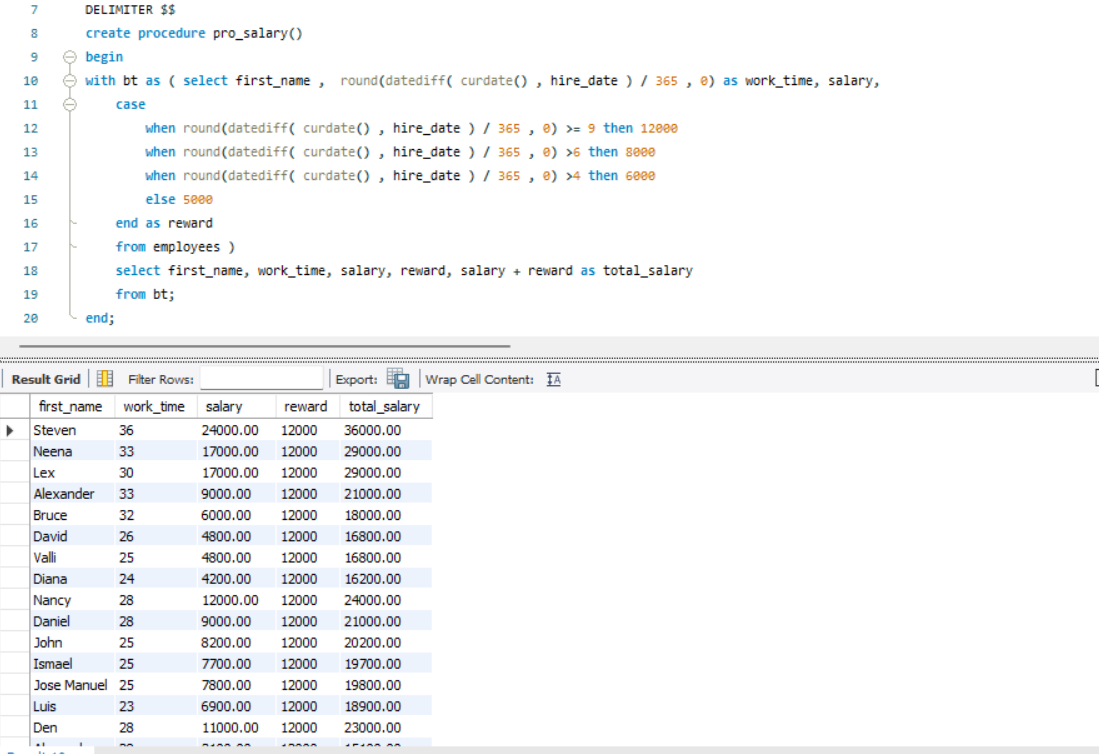 7 DELIMITER $$
8 create procedure pro_salary()
9 begin
10 with bt as ( select first_name , round(datediff( curdate() , hire_date ) / 365 , 0) as work_time, salary,
11 case
12 when round(datediff( curdate() , hire_date ) / 365 , 0) >= 9 then 12000
13 when round(datediff( curdate() , hire_date ) / 365 , 0) >6 then 8000
14 when round(datediff( curdate() , hire_date ) / 365 , 0) >4 then 6000
15 else 5000
16 end as reward
17 from employees )
18 select first_name, work_time, salary, reward, salary + reward as total_salary
19 from bt;
20 end;
Result Grid Filter Rows: Export: Wrap Cell Content:
first_name work_time salary reward total_salary
Steven 36 24000.00 12000 36000.00
Neena 33 17000.00 12000 29000.00
Lex 30 17000.00 12000 29000.00
Alexander 33 9000.00 12000 21000.00
Bruce 32 6000.00 12000 18000.00
David 26 4800.00 12000 16800.00
Valli 25 4800.00 12000 16800.00
Diana 24 4200.00 12000 16200.00
Nancy 28 12000.00 12000 24000.00
Daniel 28 9000.00 12000 21000.00
John 25 8200.00 12000 20200.00
Ismael 25 7700.00 12000 19700.00
Jose Manuel 25 7800.00 12000 19800.00
Luis 23 6900.00 12000 18900.00
Den 28 11000.00 12000 23000.00